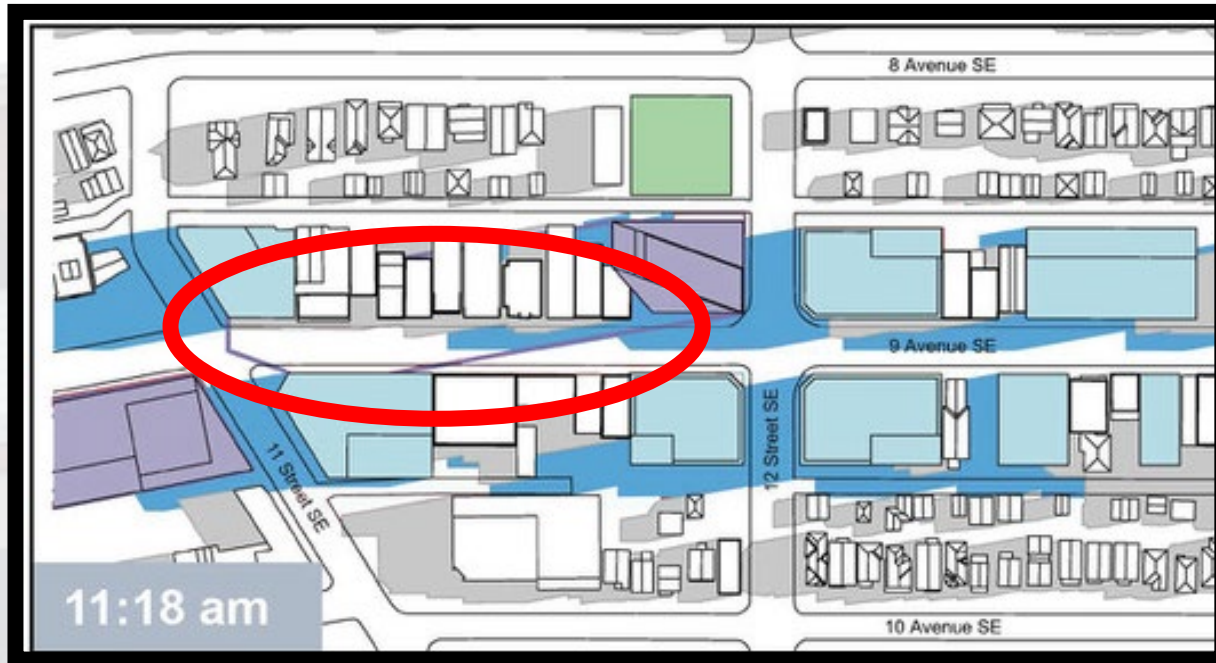 8 Avenue SE
9 Avenue SE
12 Street SE
11 Street SE
11:18 am
10 Avenue SE